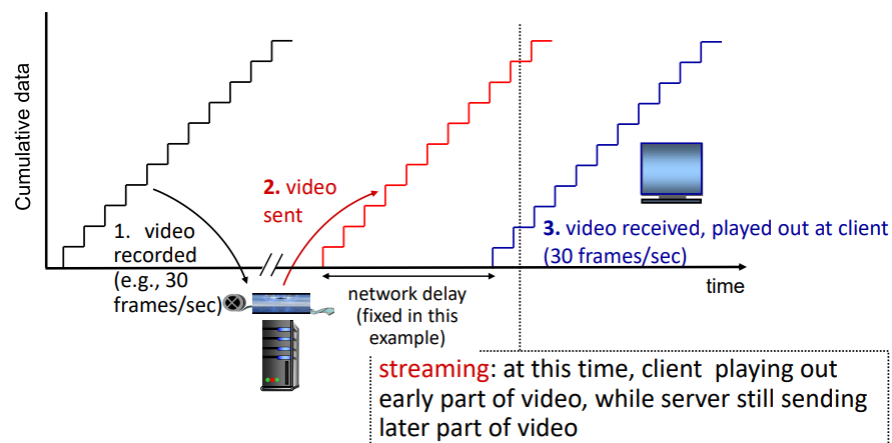 Cumulative data
1. video
recorded
(e.g., 30
frames/sec)
2. video
sent
3. video received, played out at client
(30 frames/sec)
time
network delay
(fixed in this
example)
streaming: at this time, client playing out
early part of video, while server still sending
later part of video